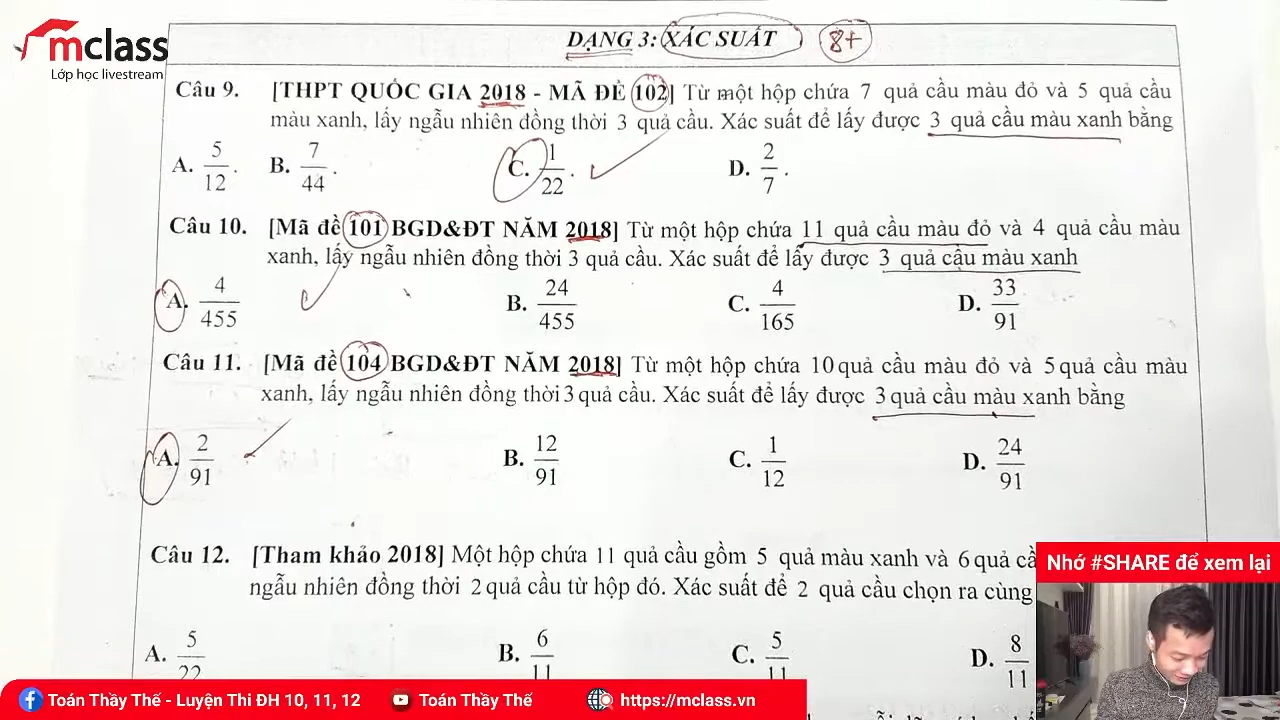 mclass
Lớp học livestream
DẠNG 3: XÁC SUẤT 8+
Câu 9. [THPT QUỐC GIA 2018 - MÃ ĐỀ 102] Từ một hộp chứa 7 quả cầu màu đỏ và 5 quả cầu
màu xanh, lấy ngẫu nhiên đồng thời 3 quả cầu. Xác suất để lấy được 3 quả cầu màu xanh bằng
A. 5/12. B. 7/44. C. 1/22. D. 2/7.
Câu 10. [Mã đề 101 BGD&ĐT NĂM 2018] Từ một hộp chứa 11 quả cầu màu đỏ và 4 quả cầu màu
xanh, lấy ngẫu nhiên đồng thời 3 quả cầu. Xác suất để lấy được 3 quả cầu màu xanh
A. 4/455 B. 24/455 C. 4/165 D. 33/91
Câu 11. [Mã đề 104 BGD&ĐT NĂM 2018] Từ một hộp chứa 10 quả cầu màu đỏ và 5 quả cầu màu
xanh, lấy ngẫu nhiên đồng thời 3 quả cầu. Xác suất để lấy được 3 quả cầu màu xanh bằng
A. 2/91 B. 12/91 C. 1/12 D. 24/91
Câu 12. [Tham khảo 2018] Một hộp chứa 11 quả cầu gồm 5 quả màu xanh và 6 quả
ngẫu nhiên đồng thời 2 quả cầu từ hộp đó. Xác suất để 2 quả cầu chọn ra cùng
A. 5/22 B. 6/11 C. 5/11 D. 8/11
Nhớ #SHARE để xem lại
Toán Thầy Thế - Luyện Thi ĐH 10, 11, 12 Toán Thầy Thế https://mclass.vn